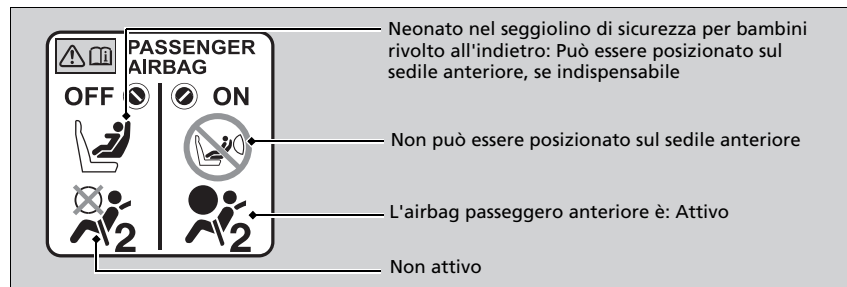 PASSENGER
AIRBAG
OFF ON
2 2
Neonato nel seggiolino di sicurezza per bambini
rivolto all'indietro: Può essere posizionato sul
sedile anteriore, se indispensabile
Non può essere posizionato sul sedile anteriore
L'airbag passeggero anteriore è: Attivo
Non attivo